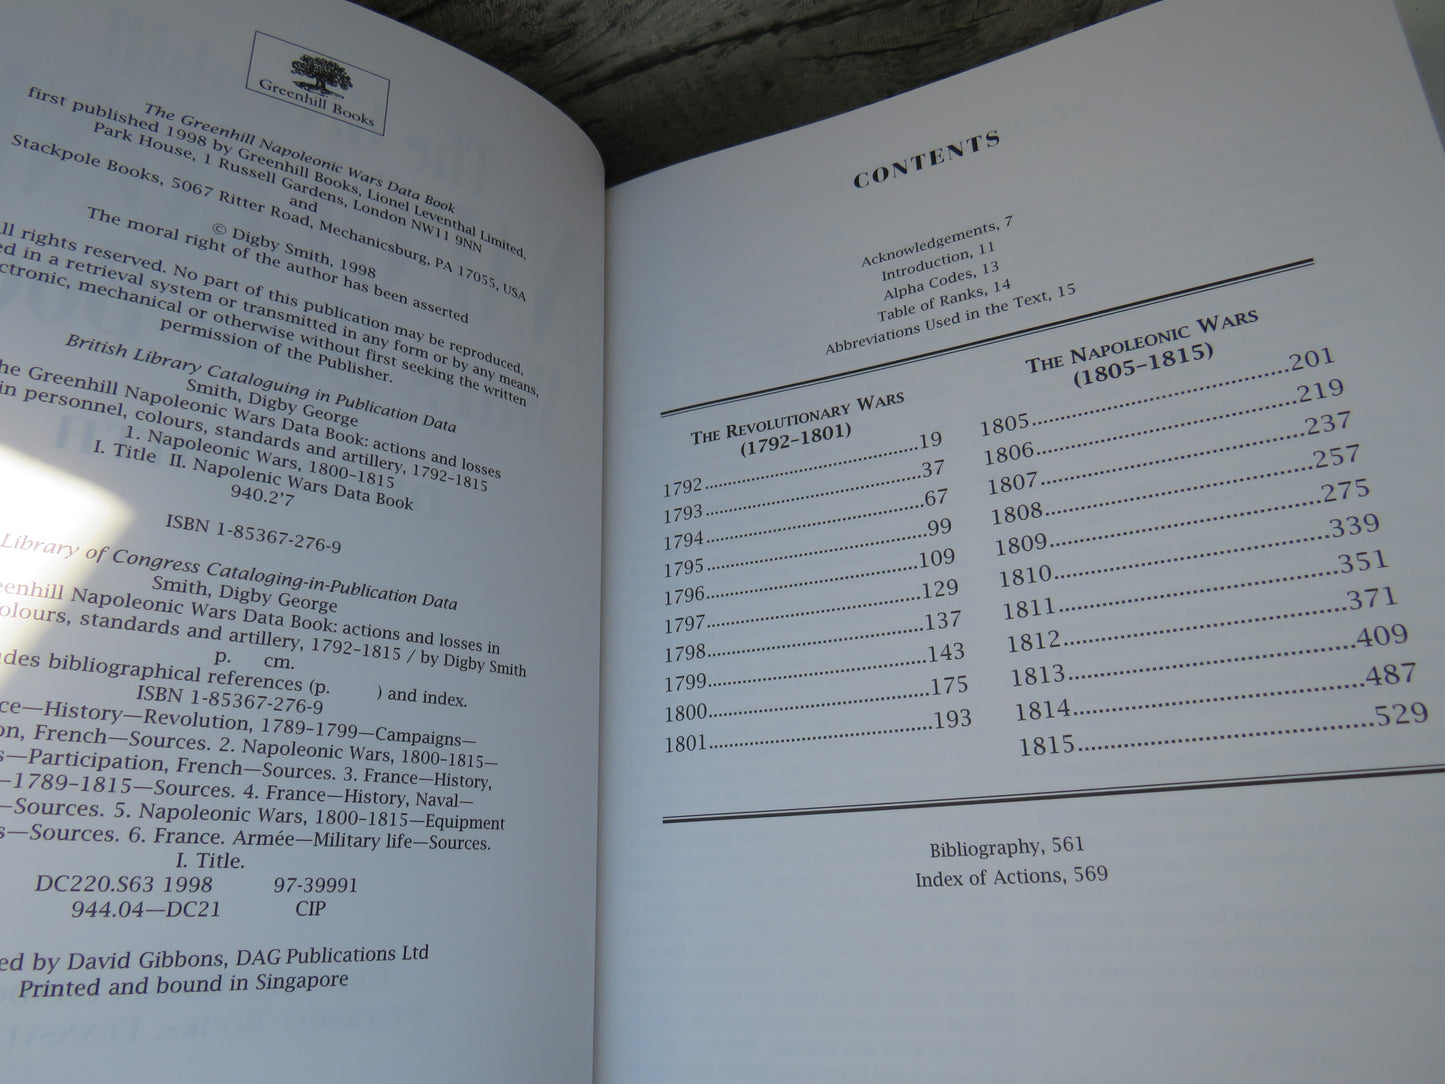 Greenhill Books
The Greenhill Napoleonic Wars Data Book
first published 1998 by Greenhill Books, Lionel Leventhal Limited,
Park House, 1 Russell Gardens, London NW11 9NN
and
Stackpole Books, 5067 Ritter Road, Mechanicsburg, PA 17055, USA
© Digby Smith, 1998
The moral right of the author has been asserted
rights reserved. No part of this publication may be reproduced,
in a retrieval system or transmitted in any form or by any means,
mechanical or otherwise without first seeking the written
permission of the Publisher.
British Library Cataloguing in Publication Data
Smith, Digby George
Greenhill Napoleonic Wars Data Book: actions and losses
in personnel, colours, standards and artillery, 1792-1815
1. Napoleonic Wars, 1800-1815
I. Title II. Napolenic Wars Data Book
940.2'7
ISBN 1-85367-276-9
Library of Congress Cataloging-in-Publication Data
Smith, Digby George
Napoleonic Wars Data Book: actions and losses in
standards and artillery, 1792-1815 / by Digby Smith
p. cm.
bibliographical references (p. ) and index.
ISBN 1-85367-276-9
—History—Revolution, 1789-1799—Campaigns—
French—Sources. 2. Napoleonic Wars, 1800-1815—
—Participation, French—Sources. 3. France—History,
—1789-1815—Sources. 4. France—History, Naval—
—Sources. 5. Napoleonic Wars, 1800-1815—Equipment
—Sources. 6. France. Armée—Military life—Sources.
I. Title.
DC220.S63 1998 97-39991
944.04—DC21 CIP
by David Gibbons, DAG Publications Ltd
Printed and bound in Singapore
CONTENTS
Acknowledgements, 7
Introduction, 11
Alpha Codes, 13
Table of Ranks, 14
Abbreviations Used in the Text, 15
THE REVOLUTIONARY WARS
(1792-1801)
1792 19
1793 37
1794 67
1795 99
1796 109
1797 129
1798 137
1799 143
1800 175
1801 193
THE NAPOLEONIC WARS
(1805-1815)
1805 201
1806 219
1807 237
1808 257
1809 275
1810 339
1811 351
1812 371
1813 409
1814 487
1815 529
Bibliography, 561
Index of Actions, 569